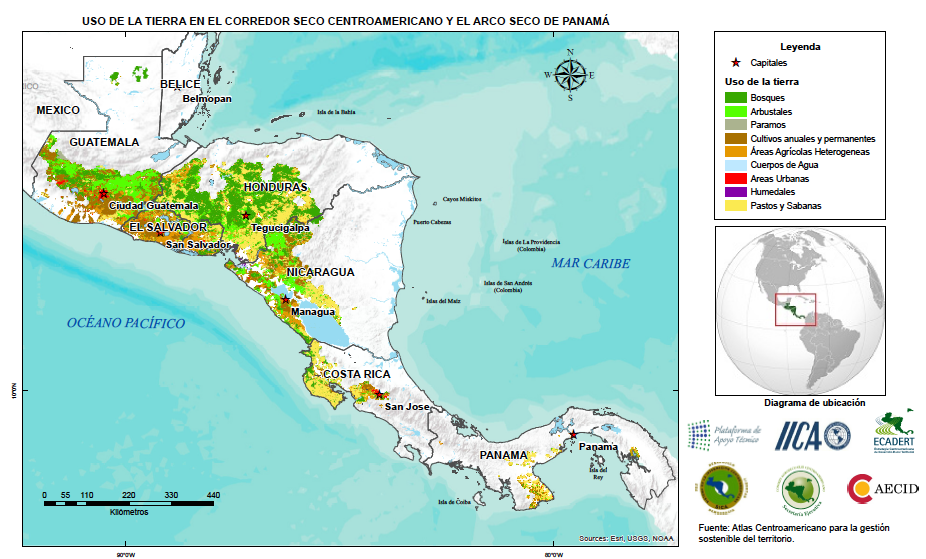 USO DE LA TIERRA EN EL CORREDOR SECO CENTROAMERICANO Y EL ARCO SECO DE PANAMÁ
N
W
E
S
BELICE
Belmopan
MEXICO
GUATEMALA
Isla de la Bahia
HONDURAS
Ciudad Guatemala
Tegucigalpa
EL SALVADOR
San Salvador
Cayos Miskitos
Puerto Cabezas
Islas de La Providencia
(Colombia)
MAR CARIBE
NICARAGUA
Islas de San Andrés
(Colombia)
Islas del Maíz
Managua
OCÉANO PACÍFICO
COSTA RICA
San Jose
PANAMA
Panama
Isla del
Rey
Isla de Coiba
10°0'N
0 55 110 220 330 440
Kilómetros
Sources: Esri, USGS, NOAA
90°0'W
80°0'W
Leyenda
Capitales
Uso de la tierra
Bosques
Arbustales
Paramos
Cultivos anuales y permanentes
Áreas Agrícolas Heterogeneas
Cuerpos de Agua
Areas Urbanas
Humedales
Pastos y Sabanas
Diagrama de ubicación
Plataforma de
Apoyo Técnico
IICA
ECADERT
SICA
Secretaría Ejecutiva
AECID
Fuente: Atlas Centroamericano para la gestión
sostenible del territorio.